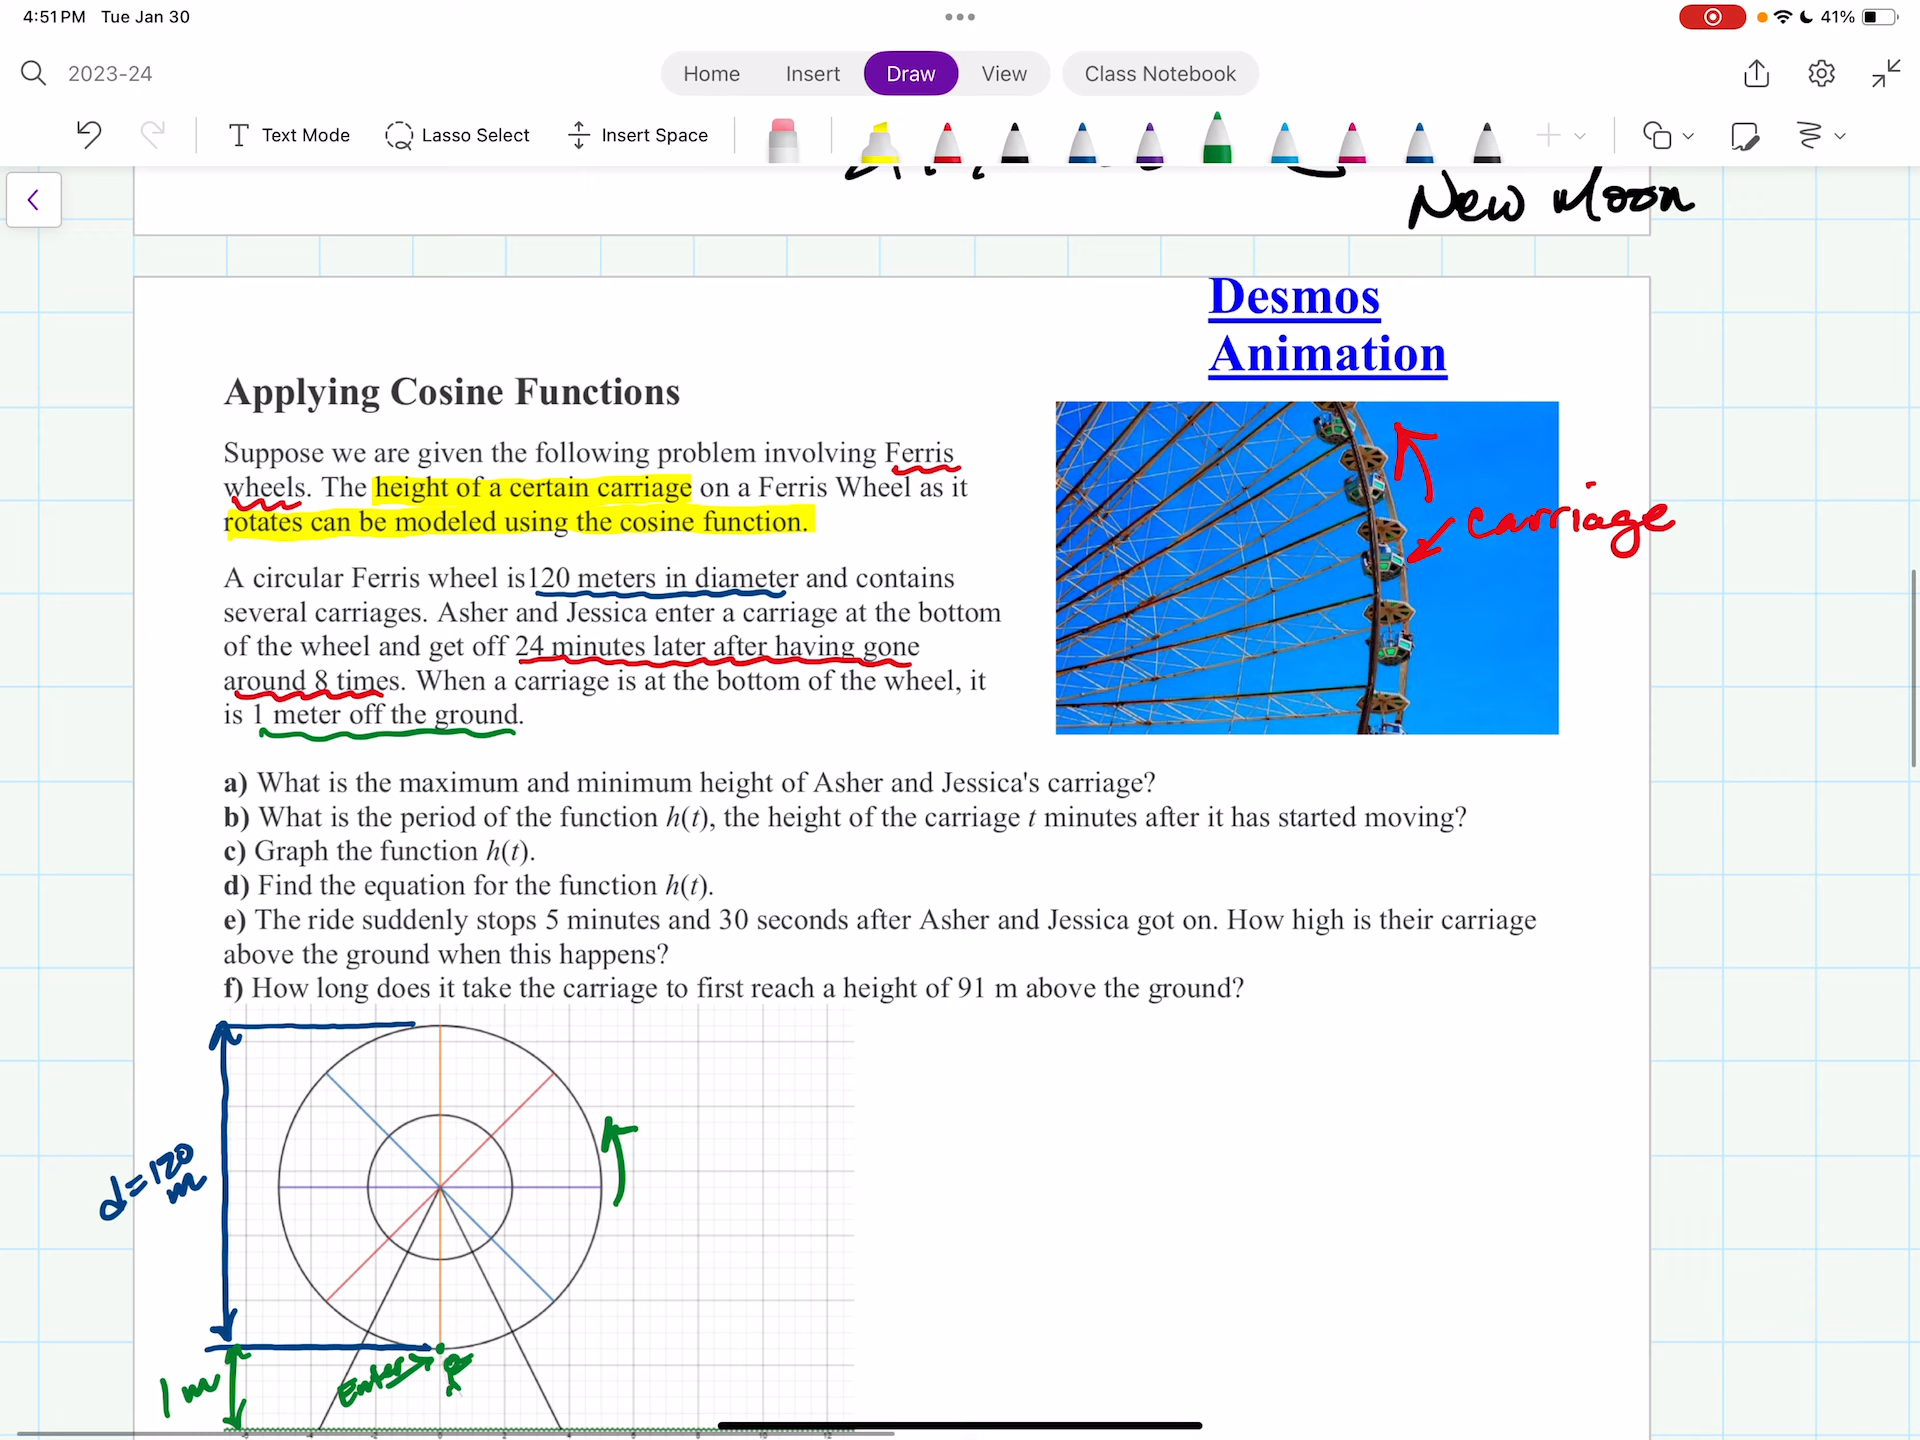 4:51 PM Tue Jan 30
41%
2023-24
Home Insert Draw View Class Notebook
Text Mode Lasso Select Insert Space
New Moon
Desmos
Animation
Applying Cosine Functions
Suppose we are given the following problem involving Ferris
wheels. The height of a certain carriage on a Ferris Wheel as it
rotates can be modeled using the cosine function.
carriage
A circular Ferris wheel is 120 meters in diameter and contains
several carriages. Asher and Jessica enter a carriage at the bottom
of the wheel and get off 24 minutes later after having gone
around 8 times. When a carriage is at the bottom of the wheel, it
is 1 meter off the ground.
a) What is the maximum and minimum height of Asher and Jessica's carriage?
b) What is the period of the function h(t), the height of the carriage t minutes after it has started moving?
c) Graph the function h(t).
d) Find the equation for the function h(t).
e) The ride suddenly stops 5 minutes and 30 seconds after Asher and Jessica got on. How high is their carriage
above the ground when this happens?
f) How long does it take the carriage to first reach a height of 91 m above the ground?
d=120
m
Enter
1 m